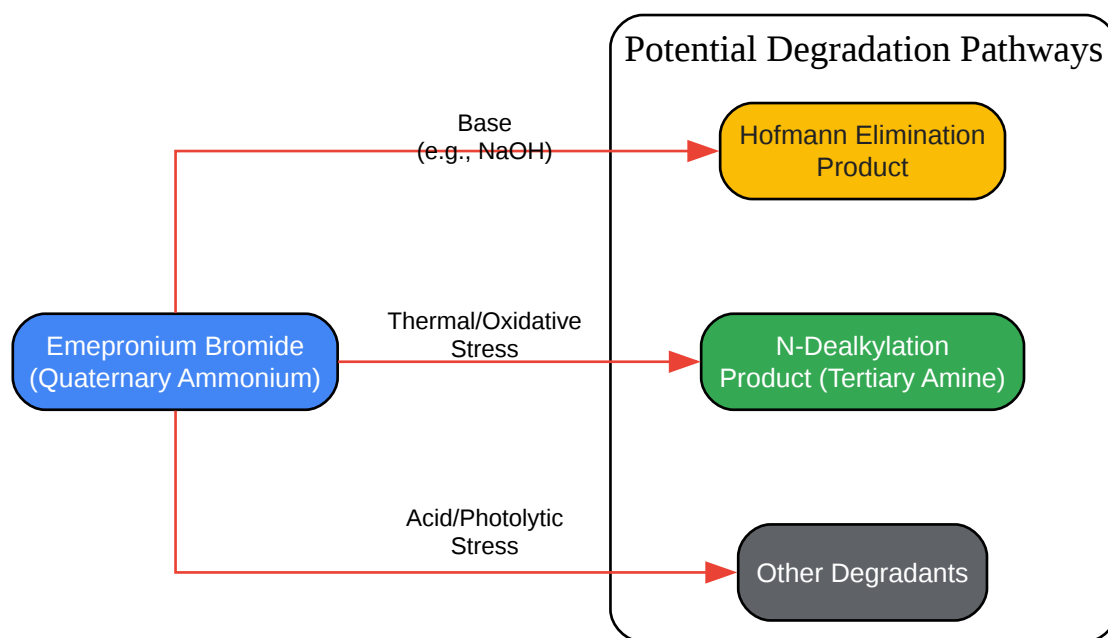 Potential Degradation Pathways
Base
(e.g., NaOH)
Hofmann Elimination
Product
Emepronium Bromide
(Quaternary Ammonium)
Thermal/Oxidative
Stress
N-Dealkylation
Product (Tertiary Amine)
Acid/Photolytic
Stress
Other Degradants